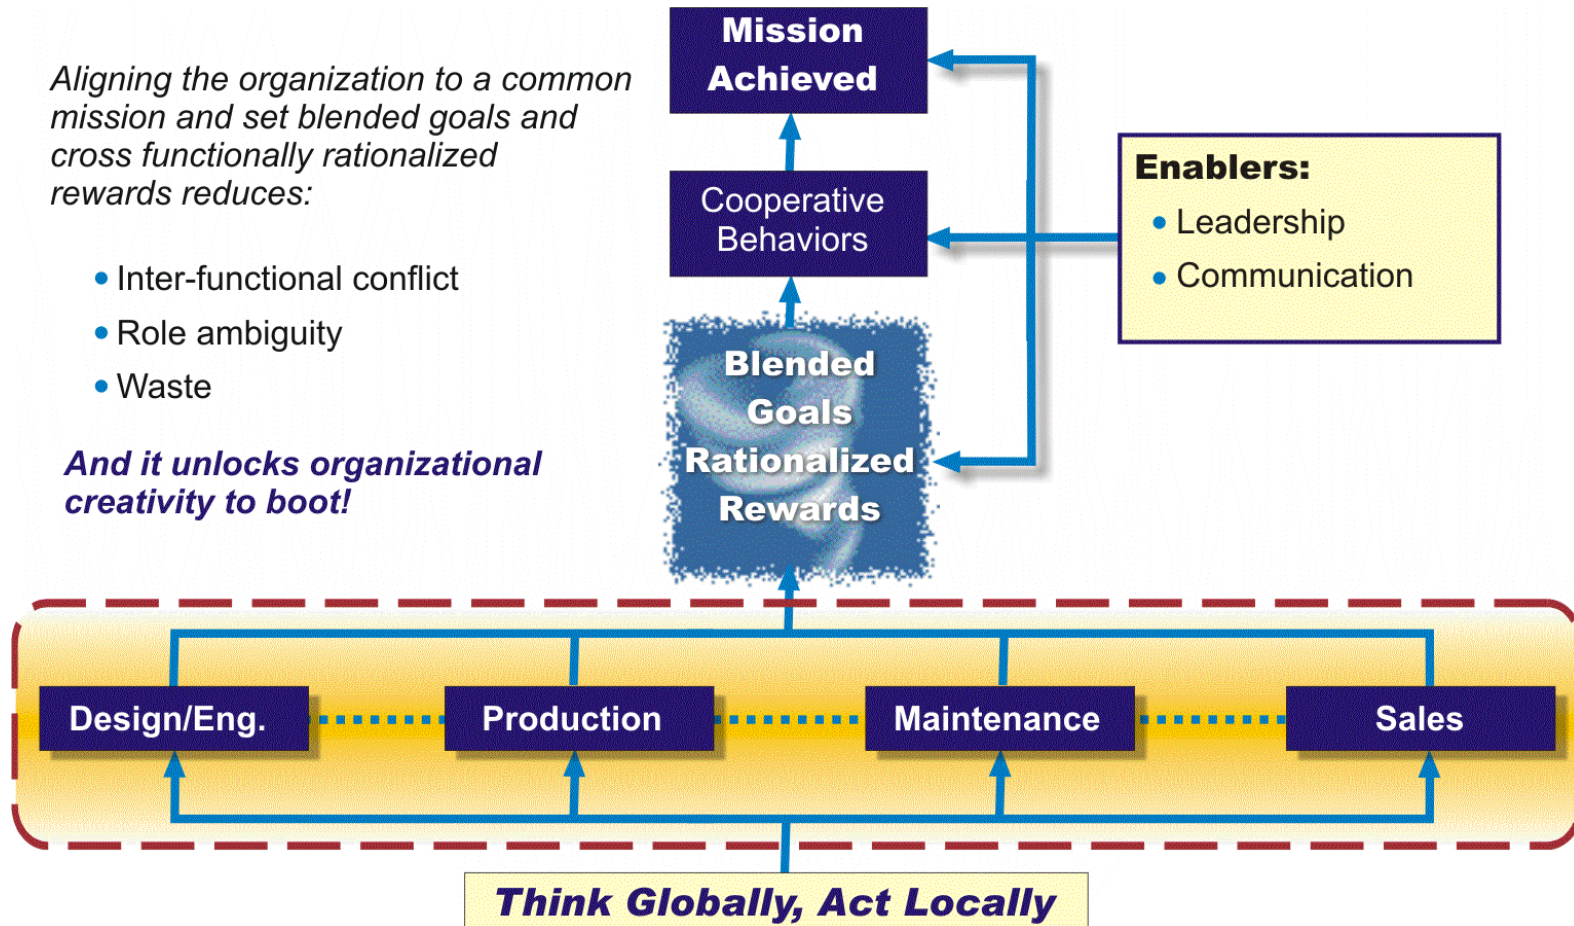 Mission
Achieved
Aligning the organization to a common
mission and set blended goals and
cross functionally rationalized
rewards reduces:
• Inter-functional conflict
• Role ambiguity
• Waste
And it unlocks organizational
creativity to boot!
Cooperative
Behaviors
Enablers:
• Leadership
• Communication
Blended
Goals
Rationalized
Rewards
Design/Eng.
Production
Maintenance
Sales
Think Globally, Act Locally